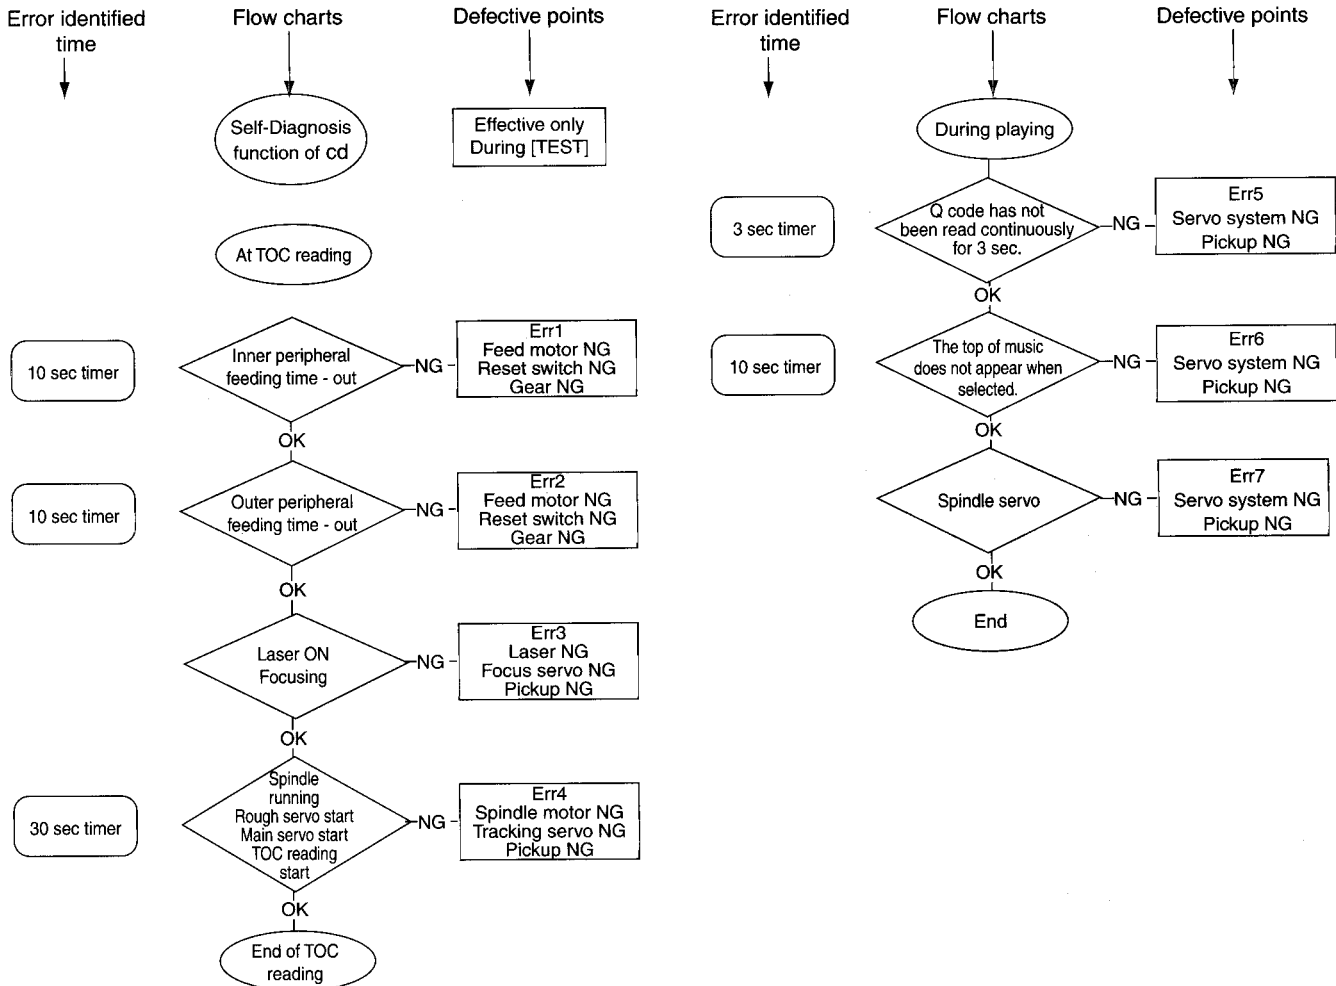 Error identified
time
Flow charts
Defective points
Self-Diagnosis
function of cd
Effective only
During [TEST]
At TOC reading
10 sec timer
Inner peripheral
feeding time - out
NG
Err1
Feed motor NG
Reset switch NG
Gear NG
OK
10 sec timer
Outer peripheral
feeding time - out
NG
Err2
Feed motor NG
Reset switch NG
Gear NG
OK
Laser ON
Focusing
NG
Err3
Laser NG
Focus servo NG
Pickup NG
OK
30 sec timer
Spindle
running
Rough servo start
Main servo start
TOC reading
start
NG
Err4
Spindle motor NG
Tracking servo NG
Pickup NG
OK
End of TOC
reading
Error identified
time
Flow charts
Defective points
During playing
3 sec timer
Q code has not
been read continuously
for 3 sec.
NG
Err5
Servo system NG
Pickup NG
OK
10 sec timer
The top of music
does not appear when
selected.
NG
Err6
Servo system NG
Pickup NG
OK
Spindle servo
NG
Err7
Servo system NG
Pickup NG
OK
End